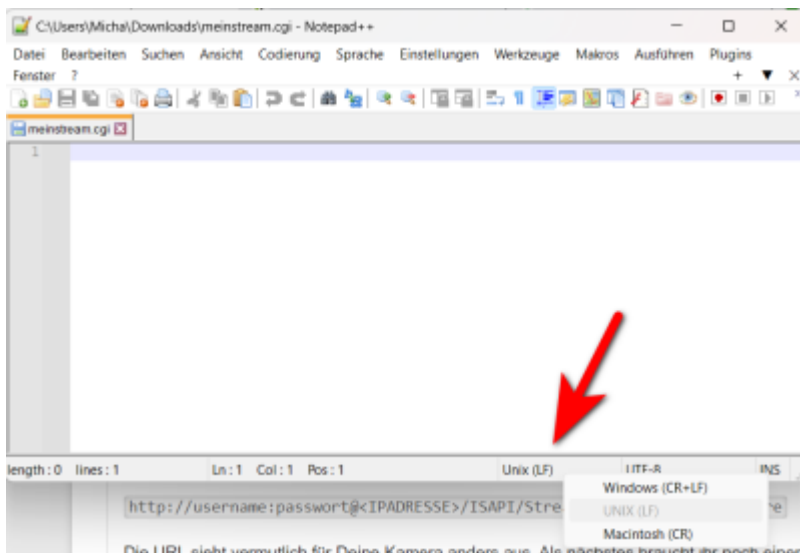 C:\Users\Micha\Downloads\meinstream.cgi - Notepad++
Datei Bearbeiten Suchen Ansicht Codierung Sprache Einstellungen Werkzeuge Makros Ausführen Plugins
Fenster ?
meinstream.cgi
1
length : 0 lines : 1 Ln : 1 Col : 1 Pos : 1 Unix (LF) UTF-8 INS
Windows (CR+LF)
http://username:passwort@<IPADRESSE>/ISAPI/Stre
UNIX (LF)
Macintosh (CR)
Die URL sieht vermutlich für Deine Kamera anders aus. Als nächstes braucht ihr noch einen